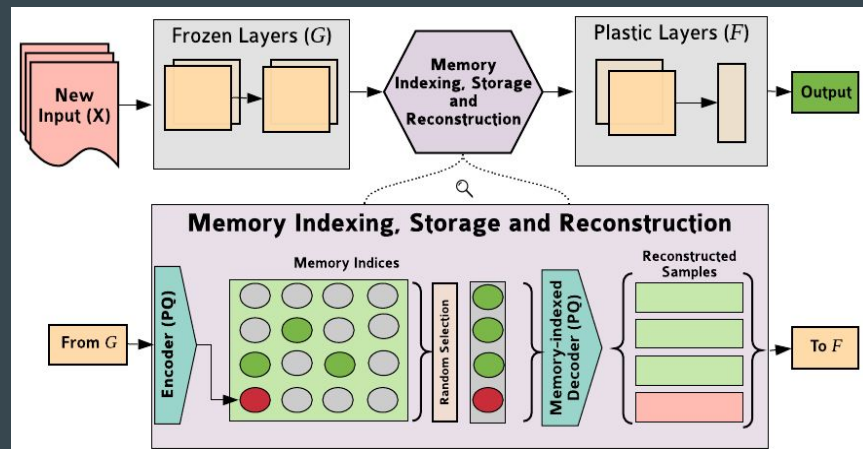 Frozen Layers (G)
Plastic Layers (F)
New
Input (X)
Memory
Indexing, Storage
and
Reconstruction
Output
Memory Indexing, Storage and Reconstruction
Memory Indices
Reconstructed
Samples
From G
Encoder (PQ)
Random Selection
Memory-indexed
Decoder (PQ)
To F